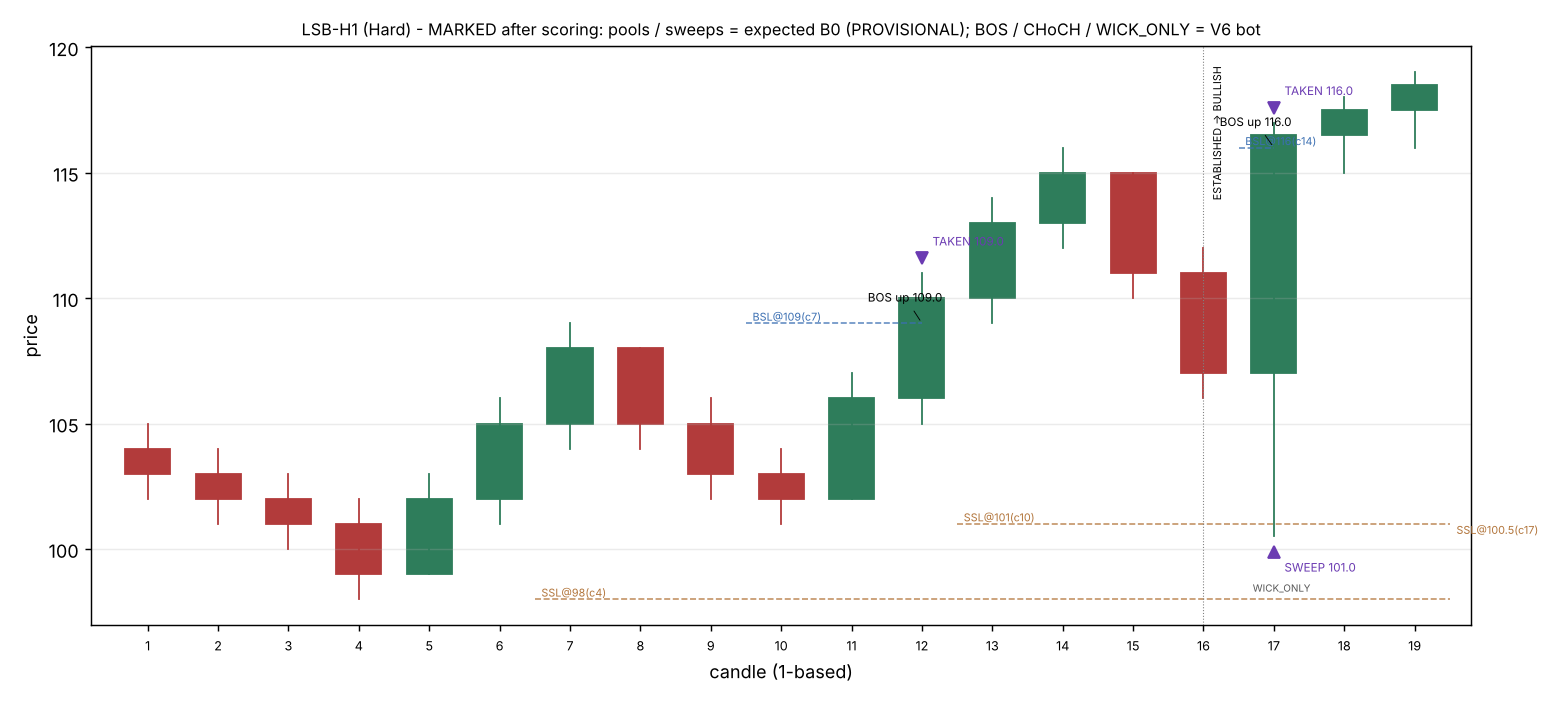 LSB-H1 (Hard) - MARKED after scoring: pools / sweeps = expected B0 (PROVISIONAL); BOS / CHoCH / WICK_ONLY = V6 bot
120
115
110
105
100
price
ESTABLISHED → BULLISH
TAKEN 116.0
BOS up 116.0
c14)
TAKEN 109.0
BOS up 109.0
BSL@109(c7)
SSL@101(c10)
SSL@100.5(c17)
SWEEP 101.0
WICK_ONLY
SSL@98(c4)
1 2 3 4 5 6 7 8 9 10 11 12 13 14 15 16 17 18 19
candle (1-based)